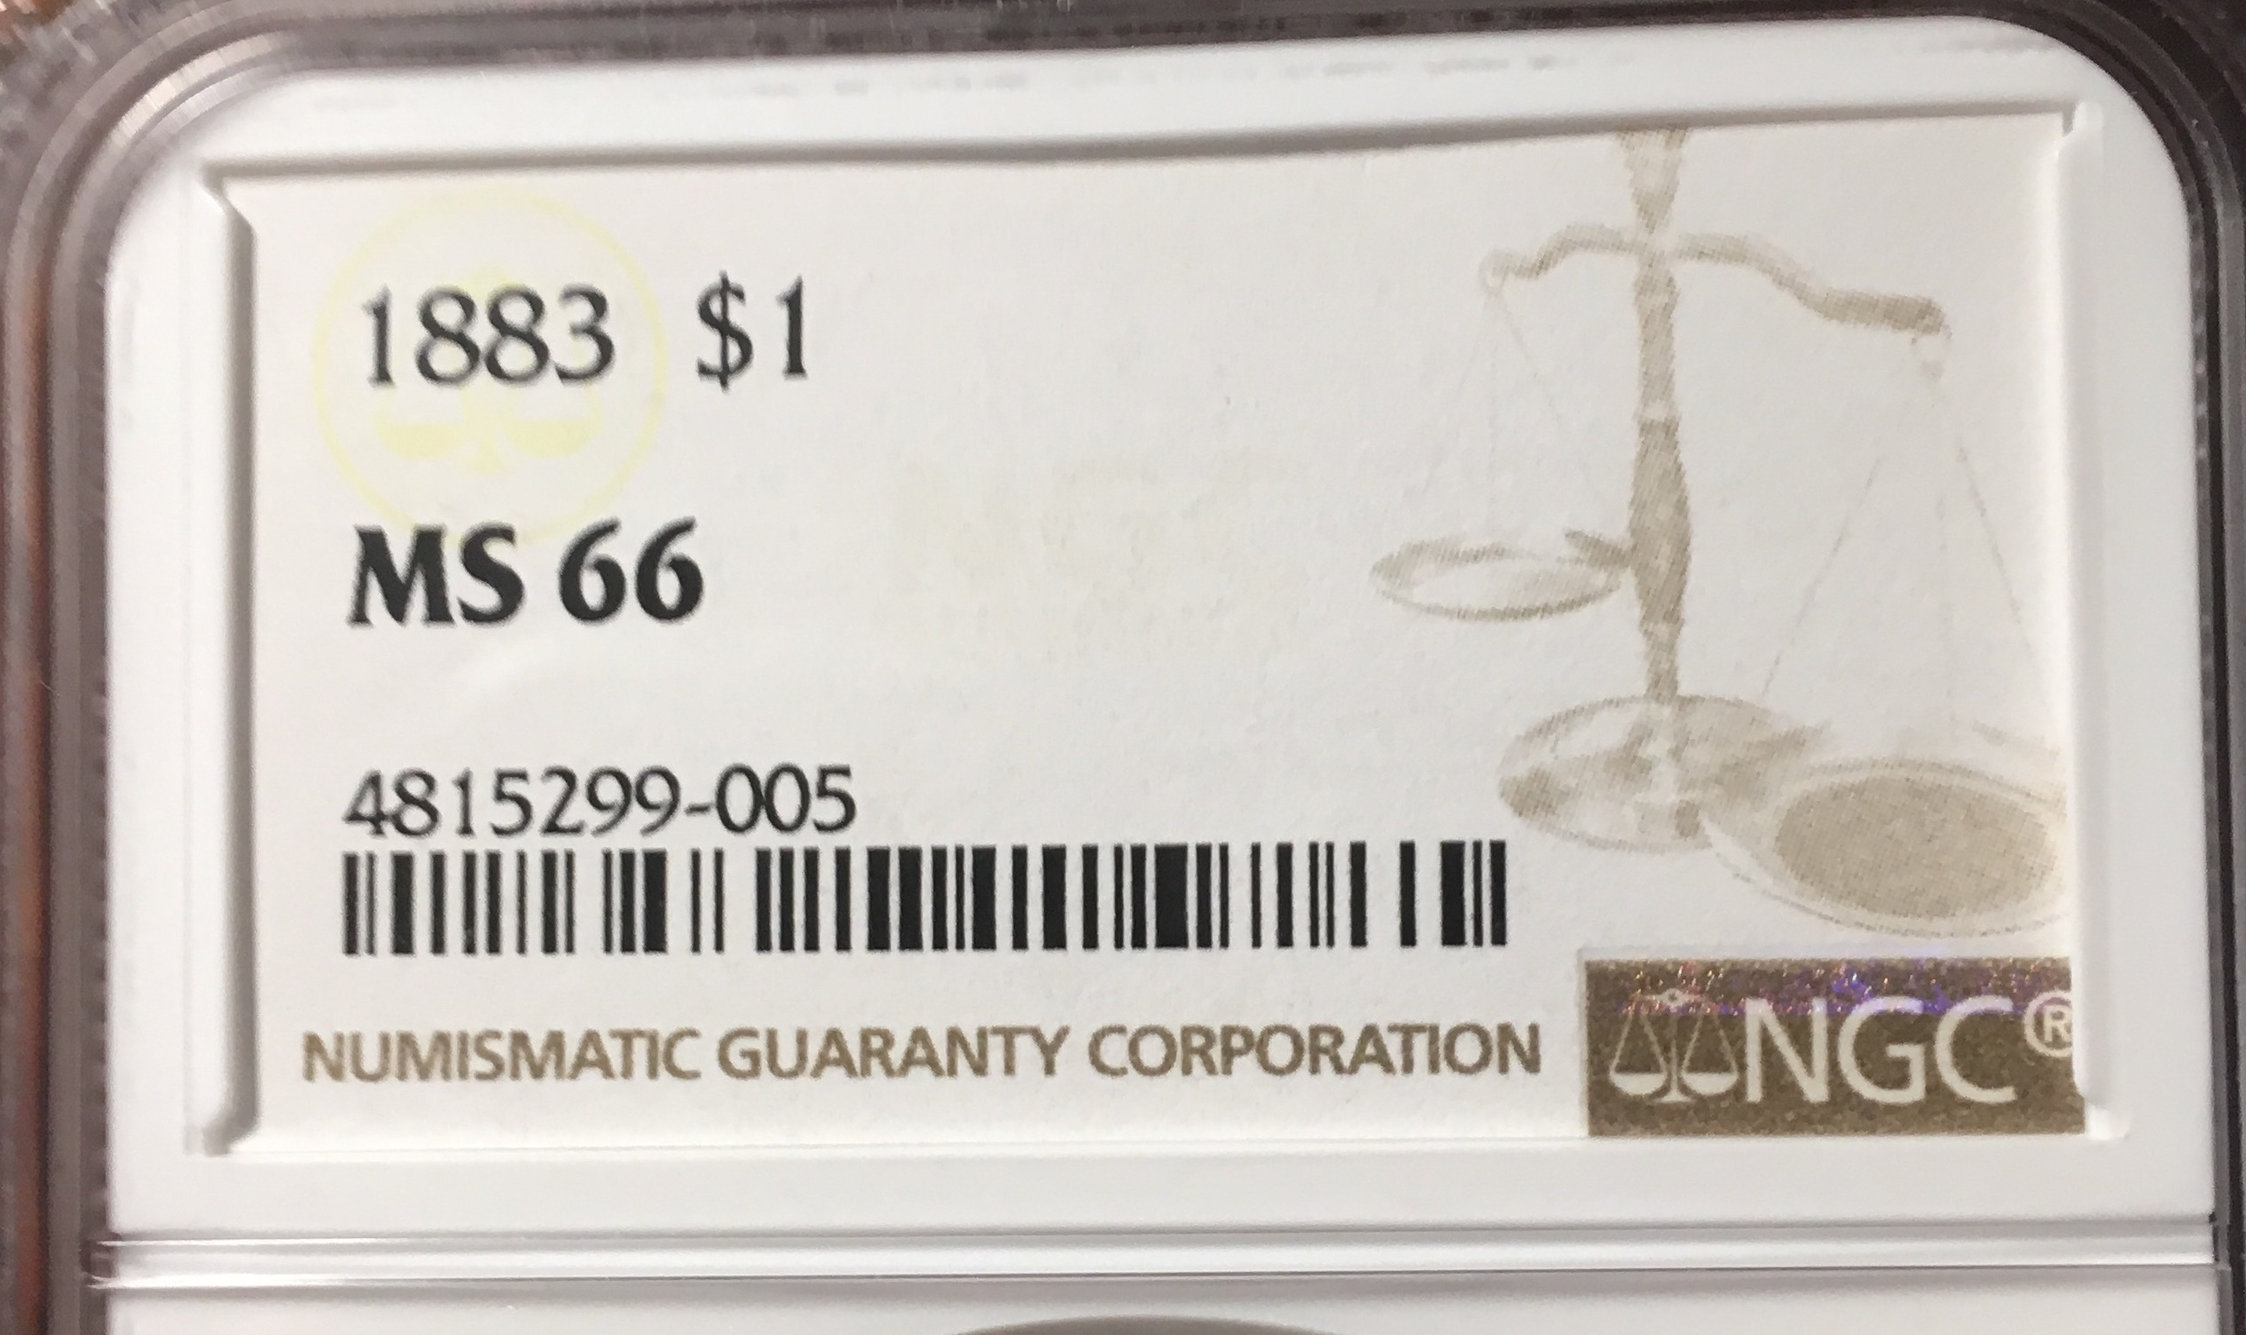 1883 $1
MS 66
4815299-005
NUMISMATIC GUARANTY CORPORATION
NGC®